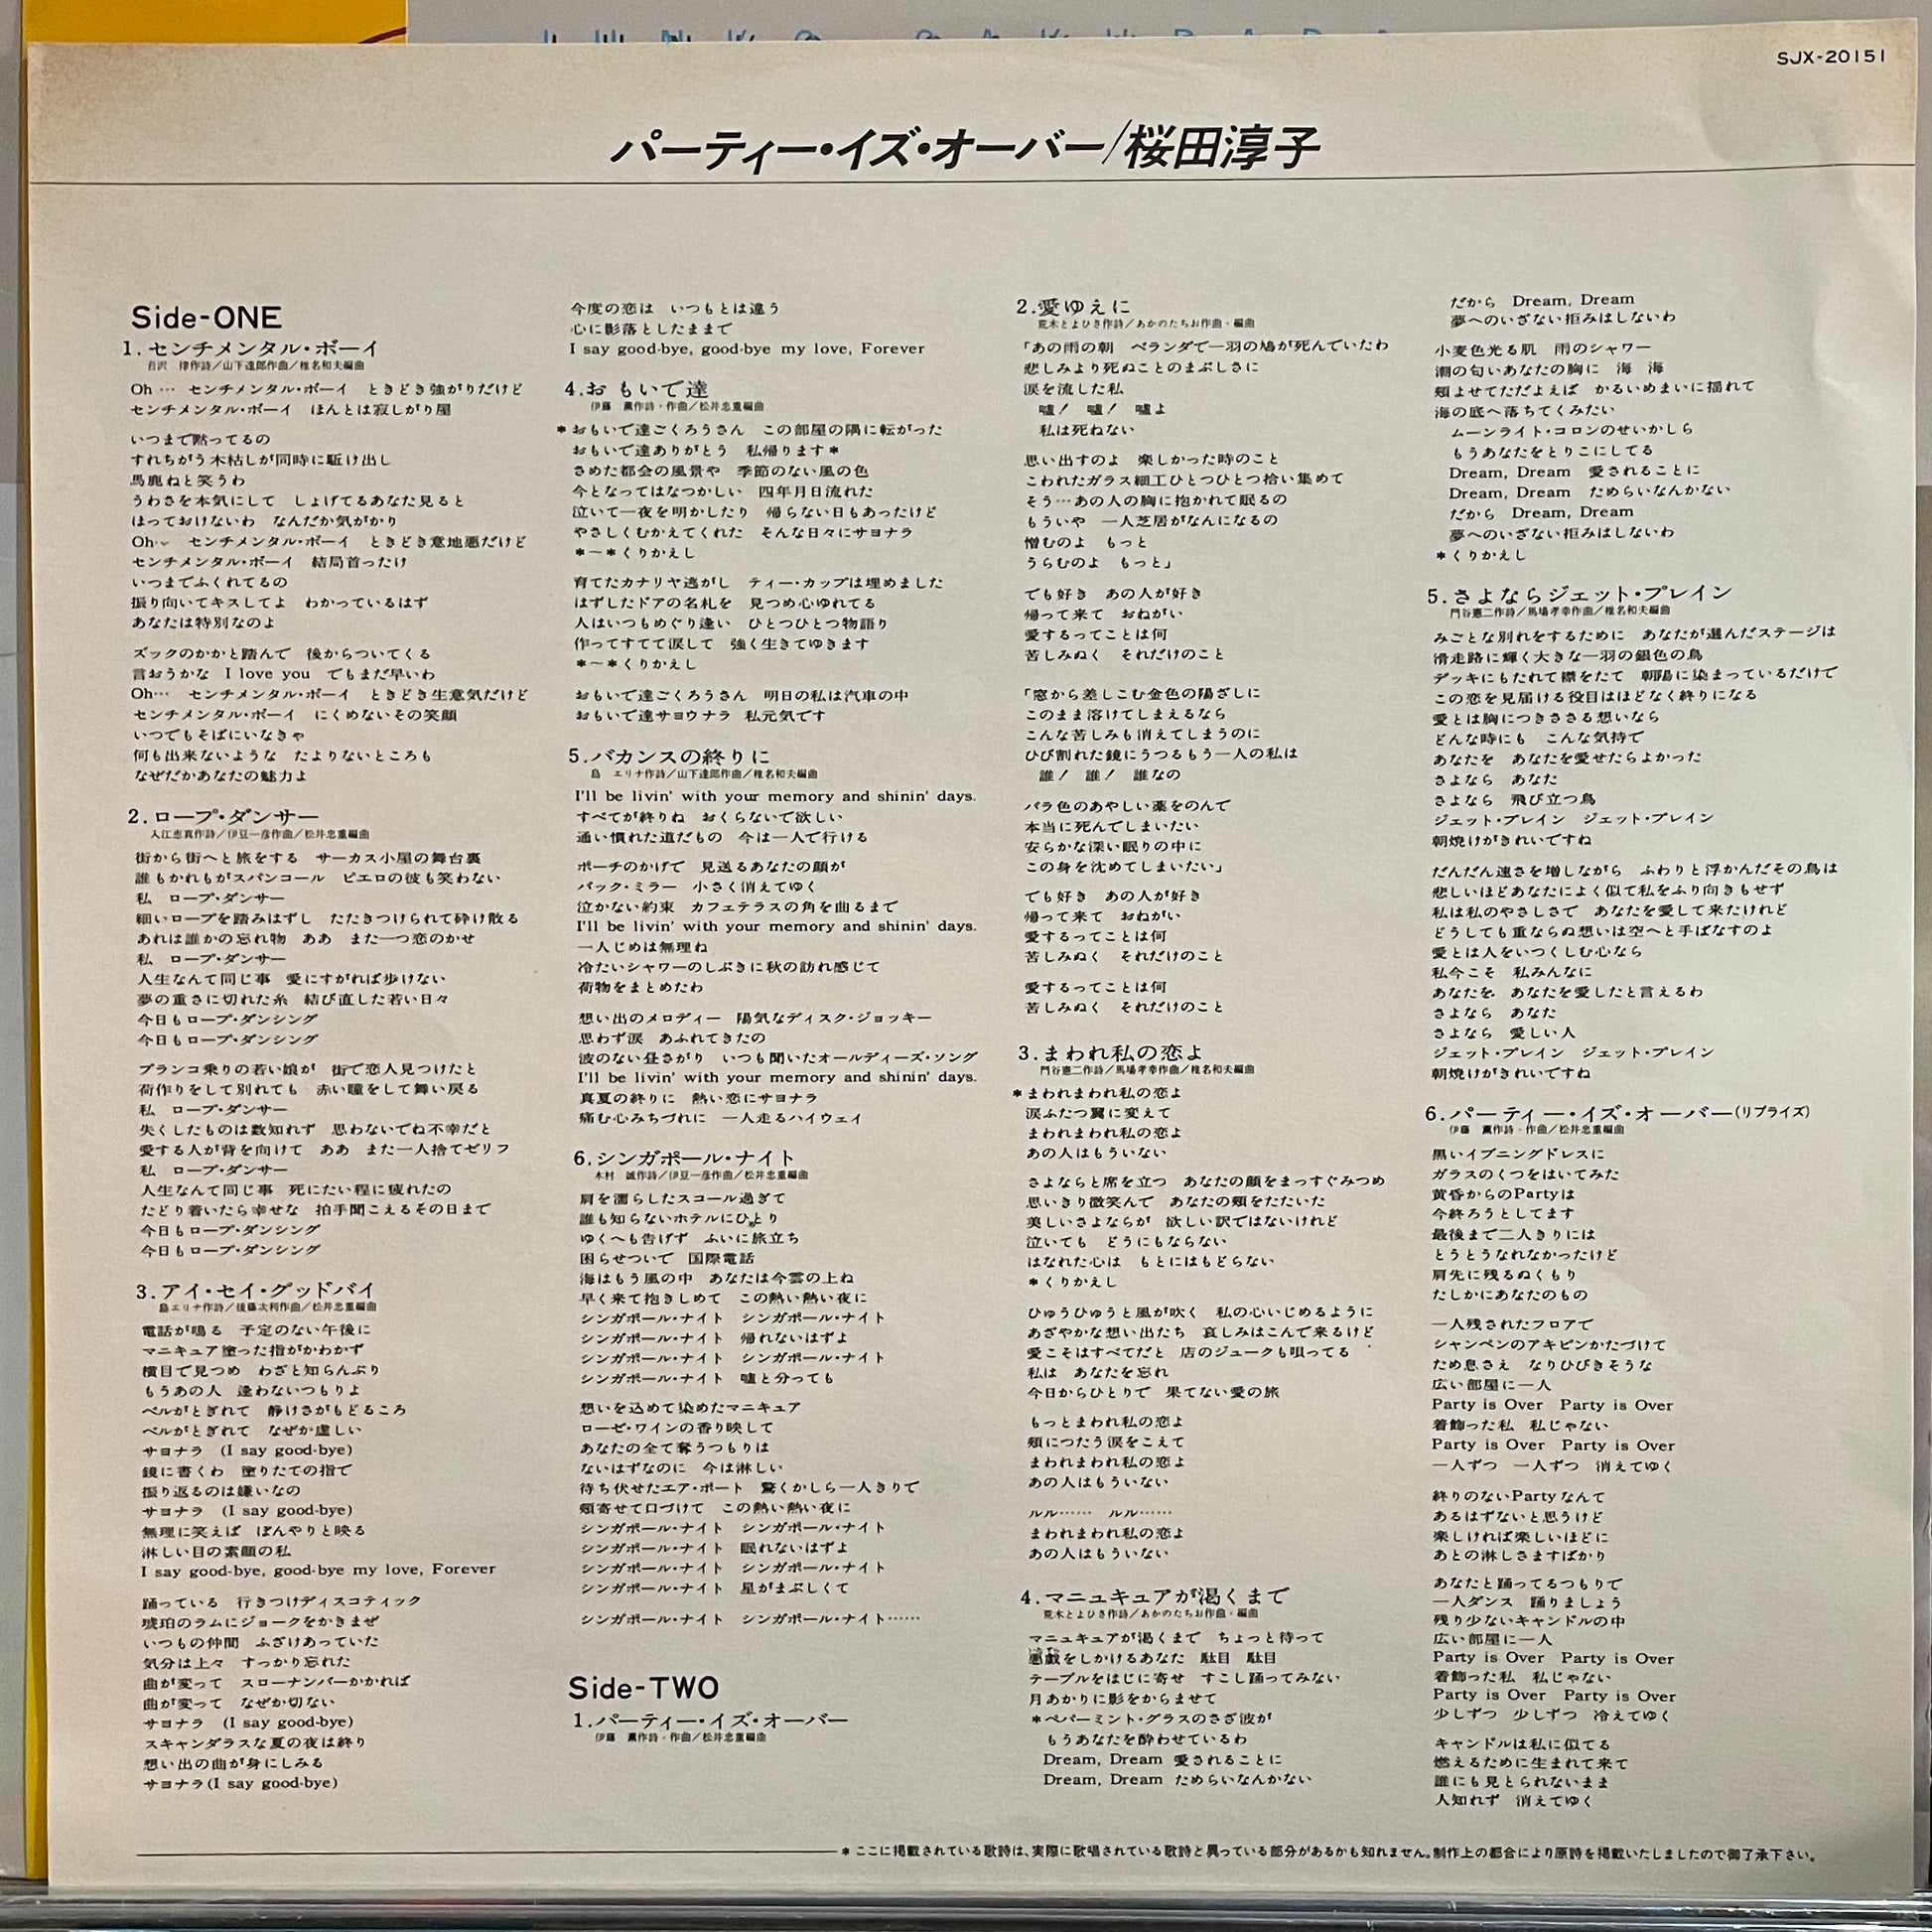 SJX-20151
パーティー・イズ・オーバー/桜田淳子
Side-ONE
1.センチメンタル・ボーイ
律作詩/山下達郎作曲/椎名和夫編曲
Oh… センチメンタル・ボーイ ときどき強がりだけど
センチメンタル・ボーイ ほんとは寂しがり屋
いつまで黙ってるの
すれちがう木枯しが同時に駈け出し
馬鹿ねと笑うわ
うわさを本気にして しょげてるあなた見ると
ほっておけないわ なんだか気がかり
Oh… センチメンタル・ボーイ ときどき意地悪だけど
センチメンタル・ボーイ 結局首ったけ
いつまでふくれてるの
振り向いてキスしてよ わかっているはず
あなたは特別なのよ
ズックのかかと踏んで 後からついてくる
言おうかな I love you でもまだ早いわ
Oh… センチメンタル・ボーイ ときどき生意気だけど
センチメンタル・ボーイ にくめないその笑顔
いつでもそばにいなきゃ
何も出来ないような たよりないところも
なぜだかあなたの魅力よ
2.ロープ・ダンサー
入江志真作詩/伊豆一彦作曲/松井忠重編曲
街から街へと旅をする サーカス小屋の舞台裏
誰もかれもがスパンコール ピエロの彼も笑わない
私 ロープ・ダンサー
細いロープを踏みはずし たたきつけられて砕け散る
あれは誰かの忘れ物 ああ また一つ恋のかせ
私 ロープ・ダンサー
人生なんて同じ事 愛にすがれば歩けない
夢の重さに切れた糸 結び直した若い日々
今日もロープ・ダンシング
今日もロープ・ダンシング
ブランコ乗りの若い娘が 街で恋人見つけたと
荷作りをして別れても 赤い瞳をして舞い戻る
私 ロープ・ダンサー
失くしたものは数知れず 思わないでね不幸だと
愛する人が背を向けて ああ また一人捨てゼリフ
私 ロープ・ダンサー
人生なんて同じ事 死にたい程に疲れたの
たどり着いたら幸せな 拍手聞こえるその日まで
今日もロープ・ダンシング
今日もロープ・ダンシング
3.アイ・セイ・グッドバイ
島エリナ作詩/後藤次利作曲/松井忠重編曲
電話が鳴る 予定のない午後に
マニキュア塗った指がかわかず
横目で見つめ わざと知らんぷり
もうあの人 逢わないつもりよ
ベルがとぎれて 静けさがもどるころ
ベルがとぎれて なぜか虚しい
サヨナラ (I say good-bye)
鏡に書くわ 塗りたての指で
振り返るのは嫌いなの
サヨナラ (I say good-bye)
無理に笑えば ぼんやりと映る
淋しい目の素顔の私
I say good-bye, good-bye my love, Forever
踊っている 行きつけディスコティック
琥珀のラムにジョークをかきまぜ
いつもの仲間 ふざけあっていた
気分は上々 すっかり忘れた
曲が変って スローナンバーかかれば
曲が変って なぜか切ない
サヨナラ (I say good-bye)
スキャンダラスな夏の夜は終り
想い出の曲が身にしみる
サヨナラ(I say good-bye)
今度の恋は いつもとは違う
心に影落としたままで
I say good-bye, good-bye my love, Forever
4.おもいで達
伊藤 薫作詩・作曲/松井忠重編曲
*おもいで達ごくろうさん この部屋の隅に転がった
おもいで達ありがとう 私帰ります*
さめた都会の風景や 季節のない風の色
今となってはなつかしい 四年月日流れた
泣いて一夜を明かしたり 帰らない日もあったけど
やさしくむかえてくれた そんな日々にサヨナラ
*~*くりかえし
育てたカナリヤ逃がし ティー・カップは埋めました
はずしたドアの名札を 見つめ心ゆれてる
人はいつもめぐり逢い ひとつひとつ物語り
作ってすてて涙して 強く生きてゆきます
*~*くりかえし
おもいで達ごくろうさん 明日の私は汽車の中
おもいで達サヨウナラ 私元気です
5.バカンスの終りに
島 エリナ作詩/山下達郎作曲/椎名和夫編曲
I'll be livin' with your memory and shinin' days.
すべてが終りね おくらないで欲しい
通い慣れた道だもの 今は一人で行ける
ポーチのかげで 見送るあなたの顔が
バック・ミラー 小さく消えてゆく
泣かない約束 カフェテラスの角を曲るまで
I'll be livin' with your memory and shinin' days.
一人じめは無理ね
冷たいシャワーのしぶきに秋の訪れ感じて
荷物をまとめたわ
想い出のメロディー 陽気なディスク・ジョッキー
思わず涙 あふれてきたの
波のない昼さがり いつも聞いたオールディーズ・ソング
I'll be livin' with your memory and shinin' days.
真夏の終りに 熱い恋にサヨナラ
痛む心みちづれに 一人走るハイウェイ
6.シンガポール・ナイト
木村 誠作詩/伊豆一彦作曲/松井忠重編曲
肩を濡らしたスコール過ぎて
誰も知らないホテルにひとり
ゆくへも告げず ふいに旅立ち
困らせついで 国際電話
海はもう風の中 あなたは今雲の上ね
早く来て抱きしめて この熱い熱い夜に
シンガポール・ナイト シンガポール・ナイト
シンガポール・ナイト 帰れないはずよ
シンガポール・ナイト シンガポール・ナイト
シンガポール・ナイト 嘘と分っても
想いを込めて染めたマニキュア
ローゼ・ワインの香り映して
あなたの全て奪うつもりは
ないはずなのに 今は淋しい
待ち伏せたエア・ポート 驚くかしら一人きりで
頬寄せて口づけて この熱い熱い夜に
シンガポール・ナイト シンガポール・ナイト
シンガポール・ナイト 眠れないはずよ
シンガポール・ナイト シンガポール・ナイト
シンガポール・ナイト 星がまぶしくて
シンガポール・ナイト シンガポール・ナイト……
Side-TWO
1.パーティー・イズ・オーバー
伊藤 薫作詩・作曲/松井忠重編曲
2.愛ゆえに
荒木とよひさ作詩/あかのたちお作曲・編曲
「あの雨の朝 ベランダで一羽の鳩が死んでいたわ
悲しみより死ぬことのまぶしさに
涙を流した私
嘘! 嘘! 嘘よ
私は死ねない
思い出すのよ 楽しかった時のこと
こわれたガラス細工ひとつひとつ拾い集めて
そう…あの人の胸に抱かれて眠るの
もういや 一人芝居がなんになるの
憎むのよ もっと
うらむのよ もっと」
でも好き あの人が好き
帰って来て おねがい
愛するってことは何
苦しみぬく それだけのこと
「窓から差しこむ金色の陽ざしに
このまま溶けてしまえるなら
こんな苦しみも消えてしまうのに
ひび割れた鏡にうつるもう一人の私は
誰! 誰! 誰なの
バラ色のあやしい薬をのんで
本当に死んでしまいたい
安らかな深い眠りの中に
この身を沈めてしまいたい」
でも好き あの人が好き
帰って来て おねがい
愛するってことは何
苦しみぬく それだけのこと
愛するってことは何
苦しみぬく それだけのこと
3.まわれ私の恋よ
門谷憲二作詩/馬場孝幸作曲/椎名和夫編曲
*まわれまわれ私の恋よ
涙ふたつ翼に変えて
まわれまわれ私の恋よ
あの人はもういない
さよならと席を立つ あなたの顔をまっすぐみつめ
思いきり微笑んで あなたの頬をたたいた
美しいさよならが 欲しい訳ではないけれど
泣いても どうにもならない
はなれた心は もとにはもどらない
*くりかえし
ひゅうひゅうと風が吹く 私の心いじめるように
あざやかな想い出たち 哀しみはこんで来るけど
愛こそはすべてだと 店のジュークも唄ってる
私は あなたを忘れ
今日からひとりで 果てない愛の旅
もっとまわれ私の恋よ
頬につたう涙をこえて
まわれまわれ私の恋よ
あの人はもういない
ルル…… ルル……
まわれまわれ私の恋よ
あの人はもういない
4.マニュキュアが渇くまで
荒木とよひさ作詩/あかのたちお作曲・編曲
マニュキュアが渇くまで ちょっと待って
悪戯をしかけるあなた 駄目 駄目
テーブルをはじに寄せ すこし踊ってみない
月あかりに影をからませて
*ペパーミント・グラスのさざ波が
もうあなたを酔わせているわ
Dream, Dream 愛されることに
Dream, Dream ためらいなんかない
だから Dream, Dream
夢へのいざない拒みはしないわ
小麦色光る肌 雨のシャワー
潮の匂いあなたの胸に 海 海
頬よせてただよえば かるいめまいに揺れて
海の底へ落ちてくみたい
ムーンライト・コロンのせいかしら
もうあなたをとりこにしてる
Dream, Dream 愛されることに
Dream, Dream ためらいなんかない
だから Dream, Dream
夢へのいざない拒みはしないわ
*くりかえし
5.さよならジェット・プレイン
門谷憲二作詩/馬場孝幸作曲/椎名和夫編曲
みごとな別れをするために あなたが選んだステージは
滑走路に輝く大きな一羽の銀色の鳥
デッキにもたれて襟をたて 朝陽に染まっているだけで
この恋を見届ける役目はほどなく終りになる
愛とは胸につきささる想いなら
どんな時にも こんな気持で
あなたを あなたを愛せたらよかった
さよなら あなた
さよなら 飛び立つ鳥
ジェット・プレイン ジェット・プレイン
朝焼けがきれいですね
だんだん速さを増しながら ふわりと浮かんだその鳥は
悲しいほどあなたによく似て私をふり向きもせず
私は私のやさしさで あなたを愛して来たけれど
どうしても重ならぬ想いは空へと手ばなすのよ
愛とは人をいつくしむ心なら
私今こそ 私みんなに
あなたを あなたを愛したと言えるわ
さよなら あなた
さよなら 愛しい人
ジェット・プレイン ジェット・プレイン
朝焼けがきれいですね
6.パーティー・イズ・オーバー(リプライズ)
伊藤 薫作詩・作曲/松井忠重編曲
黒いイブニングドレスに
ガラスのくつをはいてみた
黄昏からのPartyは
今終ろうとしてます
最後まで二人きりには
とうとうなれなかったけど
肩先に残るぬくもり
たしかにあなたのもの
一人残されたフロアで
シャンペンのアキビンかたづけて
ため息さえ なりひびきそうな
広い部屋に一人
Party is Over Party is Over
着飾った私 私じゃない
Party is Over Party is Over
一人ずつ 一人ずつ 消えてゆく
終りのないPartyなんて
あるはずないと思うけど
楽しければ楽しいほどに
あとの淋しさますばかり
あなたと踊ってるつもりで
一人ダンス 踊りましょう
残り少ないキャンドルの中
広い部屋に一人
Party is Over Party is Over
着飾った私 私じゃない
Party is Over Party is Over
少しずつ 少しずつ 冷えてゆく
キャンドルは私に似てる
燃えるために生まれて来て
誰にも見とられないまま
人知れず 消えてゆく
*ここに掲載されている歌詩は、実際に歌唱されている歌詩と異っている部分があるかも知れません。制作上の都合により原詩を掲載いたしましたので御了承下さい。